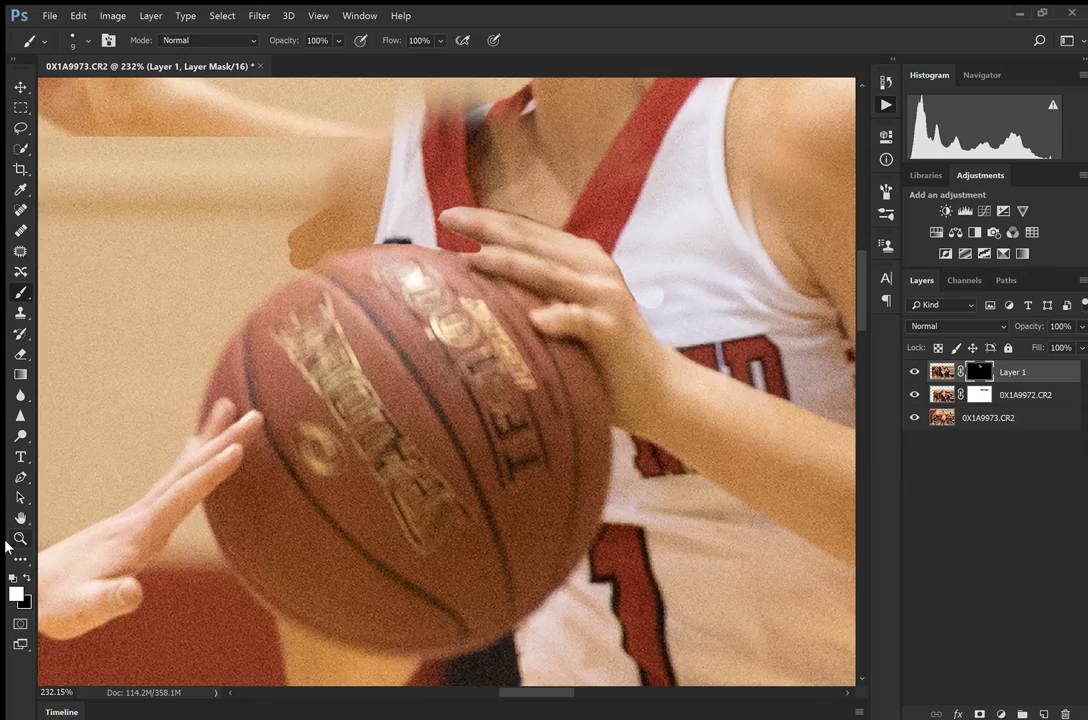 Ps File Edit Image Layer Type Select Filter 3D View Window Help
9 Mode: Normal Opacity: 100% Flow: 100%
0X1A9973.CR2 @ 232% (Layer 1, Layer Mask/16) * ×
Histogram Navigator
Libraries Adjustments
Add an adjustment
Layers Channels Paths
Kind
Normal Opacity: 100%
Lock: Fill: 100%
Layer 1
0X1A9972.CR2
0X1A9973.CR2
232.15% Doc: 114.2M/358.1M
Timeline